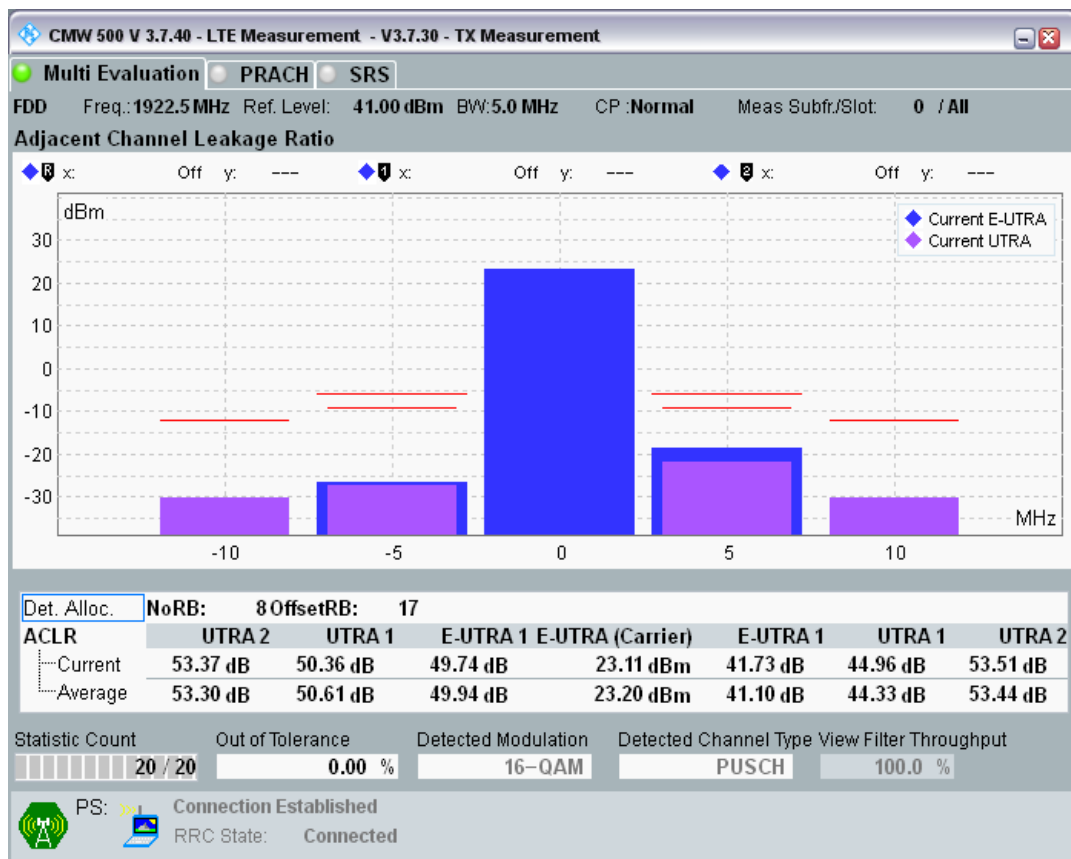 CMW 500 V 3.7.40 - LTE Measurement - V3.7.30 - TX Measurement
Multi Evaluation PRACH SRS
FDD Freq.:1922.5 MHz Ref. Level: 41.00 dBm BW:5.0 MHz CP :Normal Meas Subfr./Slot: 0 / All
Adjacent Channel Leakage Ratio
R x: Off y: --- 1 x: Off y: --- 2 x: Off y: ---
dBm
Current E-UTRA
Current UTRA
30
20
10
0
-10
-20
-30
MHz
-10 -5 0 5 10
Det. Alloc. NoRB: 8 OffsetRB: 17
ACLR UTRA 2 UTRA 1 E-UTRA 1 E-UTRA (Carrier) E-UTRA 1 UTRA 1 UTRA 2
Current 53.37 dB 50.36 dB 49.74 dB 23.11 dBm 41.73 dB 44.96 dB 53.51 dB
Average 53.30 dB 50.61 dB 49.94 dB 23.20 dBm 41.10 dB 44.33 dB 53.44 dB
Statistic Count Out of Tolerance Detected Modulation Detected Channel Type View Filter Throughput
20 / 20 0.00 % 16-QAM PUSCH 100.0 %
PS: Connection Established
RRC State: Connected